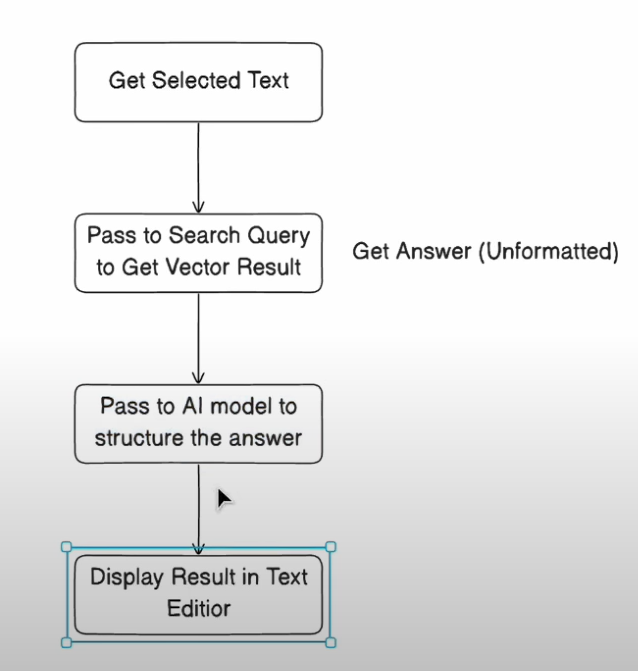 Get Selected Text
Pass to Search Query
to Get Vector Result
Get Answer (Unformatted)
Pass to AI model to
structure the answer
Display Result in Text
Editior